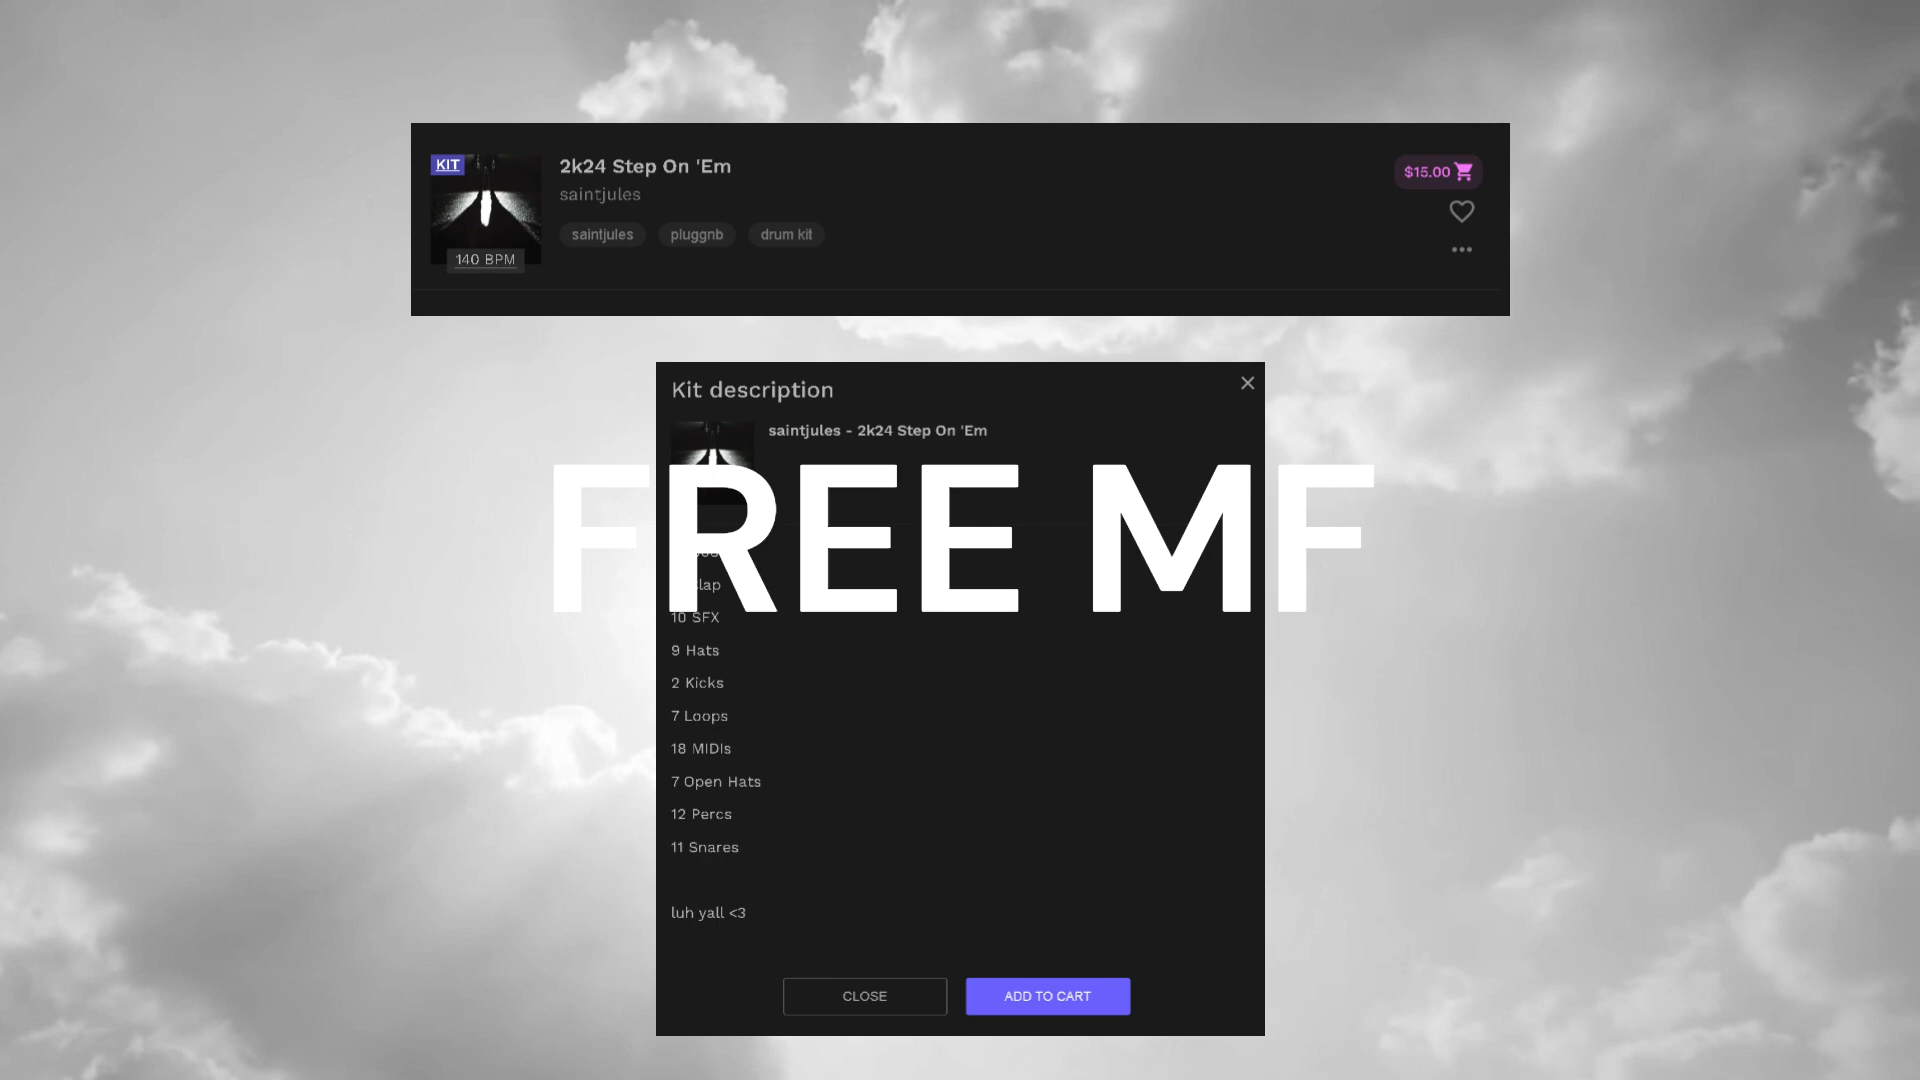 KIT
2k24 Step On 'Em
$15.00
saintjules
saintjules pluggnb drum kit
140 BPM
Kit description
saintjules - 2k24 Step On 'Em
FREE MF
10 SFX
9 Hats
2 Kicks
7 Loops
18 MIDIs
7 Open Hats
12 Percs
11 Snares
luh yall <3
CLOSE ADD TO CART